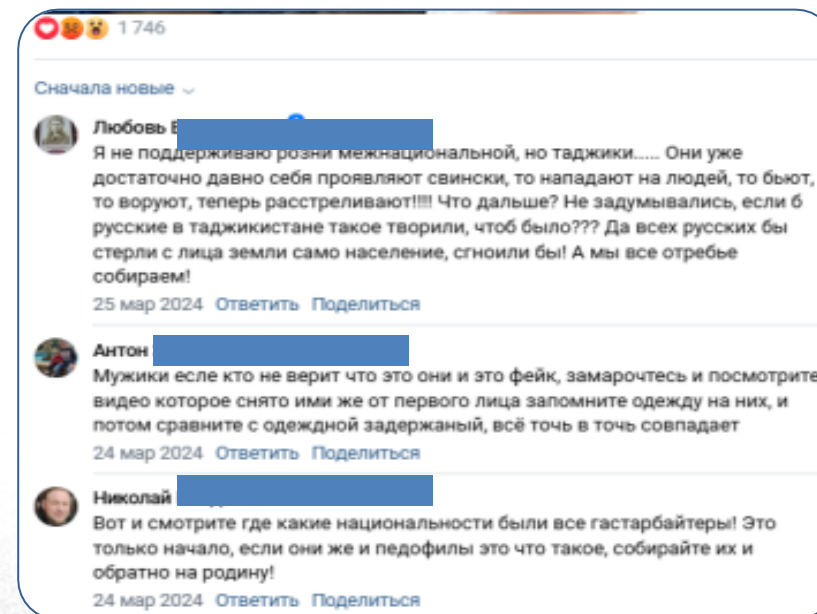 1 746
Сначала новые
Любовь
Я не поддерживаю розни межнациональной, но таджики..... Они уже
достаточно давно себя проявляют свински, то нападают на людей, то бьют,
то воруют, теперь расстреливают!!!! Что дальше? Не задумывались, если б
русские в таджикистане такое творили, чтоб было??? Да всех русских бы
стерли с лица земли само население, сгноили бы! А мы все отребье
собираем!
25 мар 2024 Ответить Поделиться
Антон
Мужики есле кто не верит что это они и это фейк, замарочтесь и посмотрите
видео которое снято ими же от первого лица запомните одежду на них, и
потом сравните с одеждной задержаный, всё точь в точь совпадает
24 мар 2024 Ответить Поделиться
Николай
Вот и смотрите где какие национальности были все гастарбайтеры! Это
только начало, если они же и педофилы это что такое, собирайте их и
обратно на родину!
24 мар 2024 Ответить Поделиться